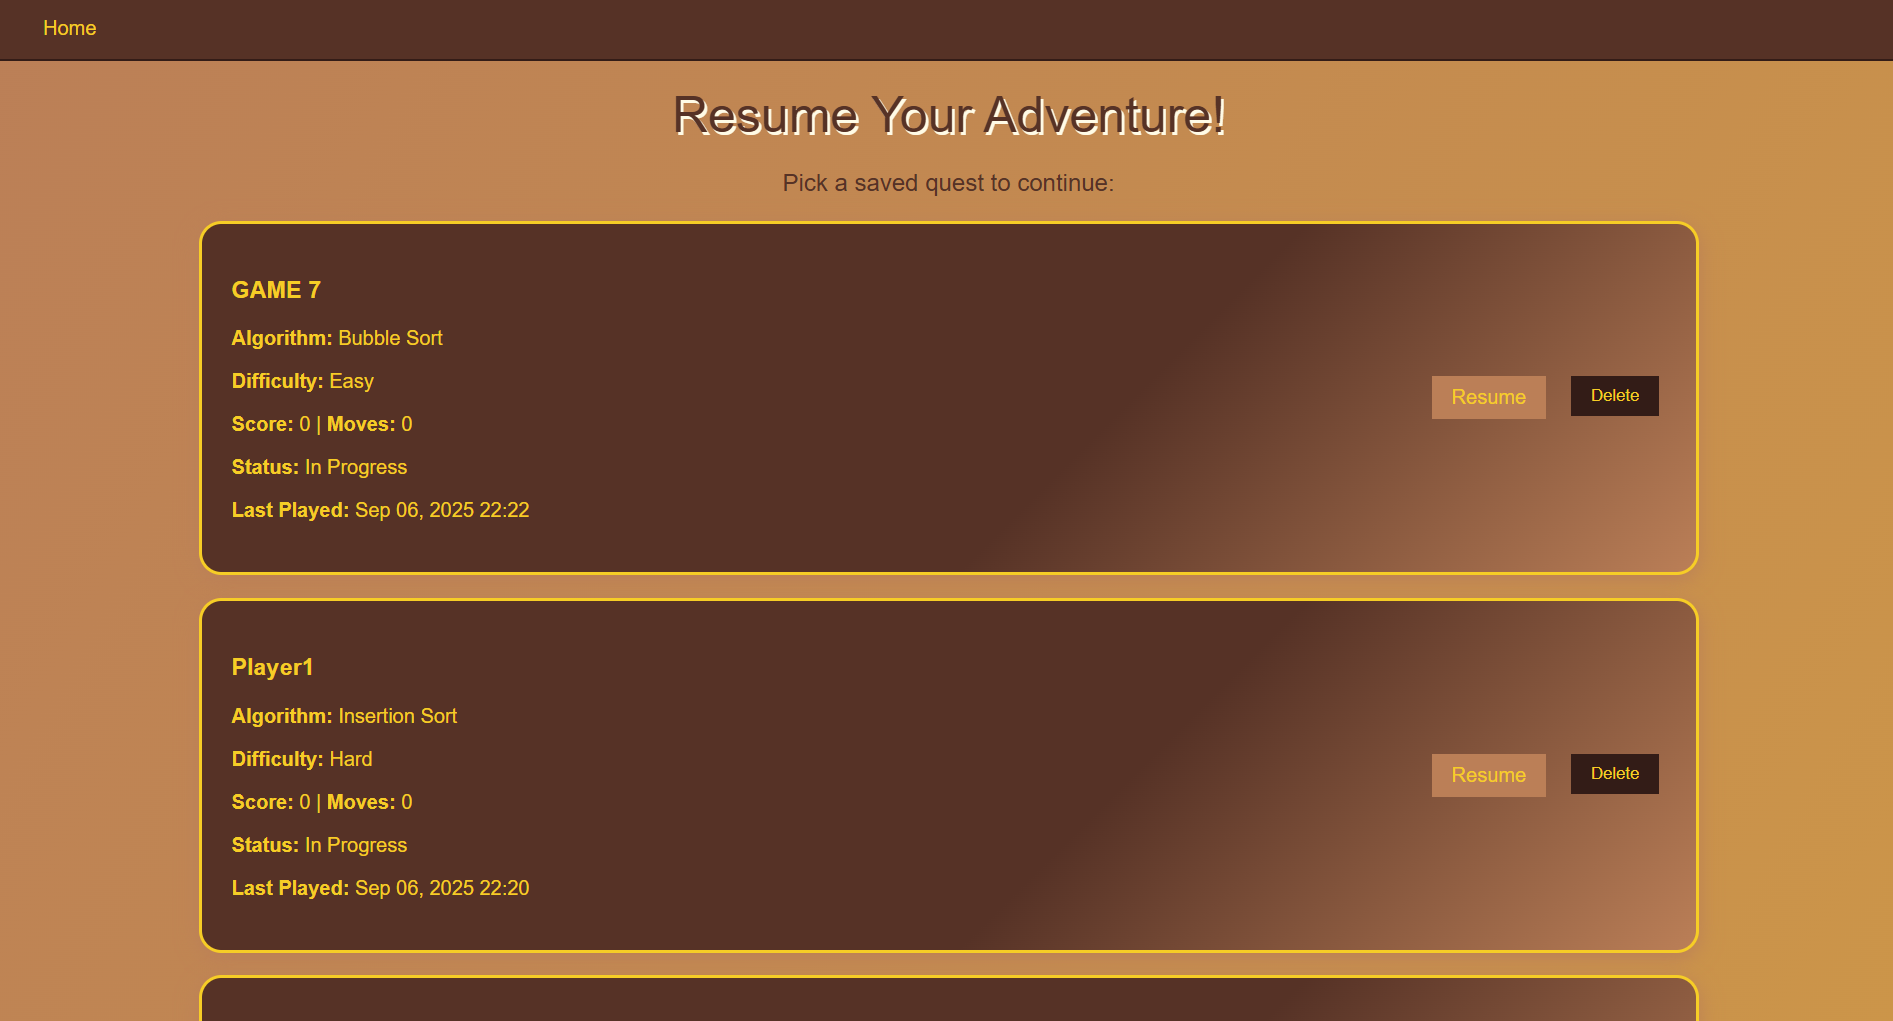 Home
Resume Your Adventure!
Pick a saved quest to continue:
GAME 7
Algorithm: Bubble Sort
Difficulty: Easy
Score: 0 | Moves: 0
Status: In Progress
Last Played: Sep 06, 2025 22:22
Resume Delete
Player1
Algorithm: Insertion Sort
Difficulty: Hard
Score: 0 | Moves: 0
Status: In Progress
Last Played: Sep 06, 2025 22:20
Resume Delete